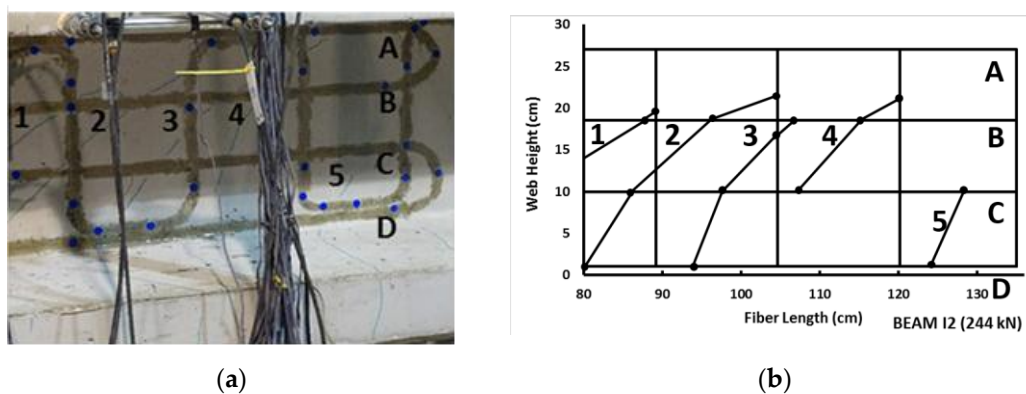 A
B
1 2 3 4
C
5
D
(a)
(b)
Web Height (cm)
30
25
20
15
10
5
0
A
1 2 3 4
B
C
5
D
80 90 100 110 120 130
Fiber Length (cm)
BEAM I2 (244 kN)